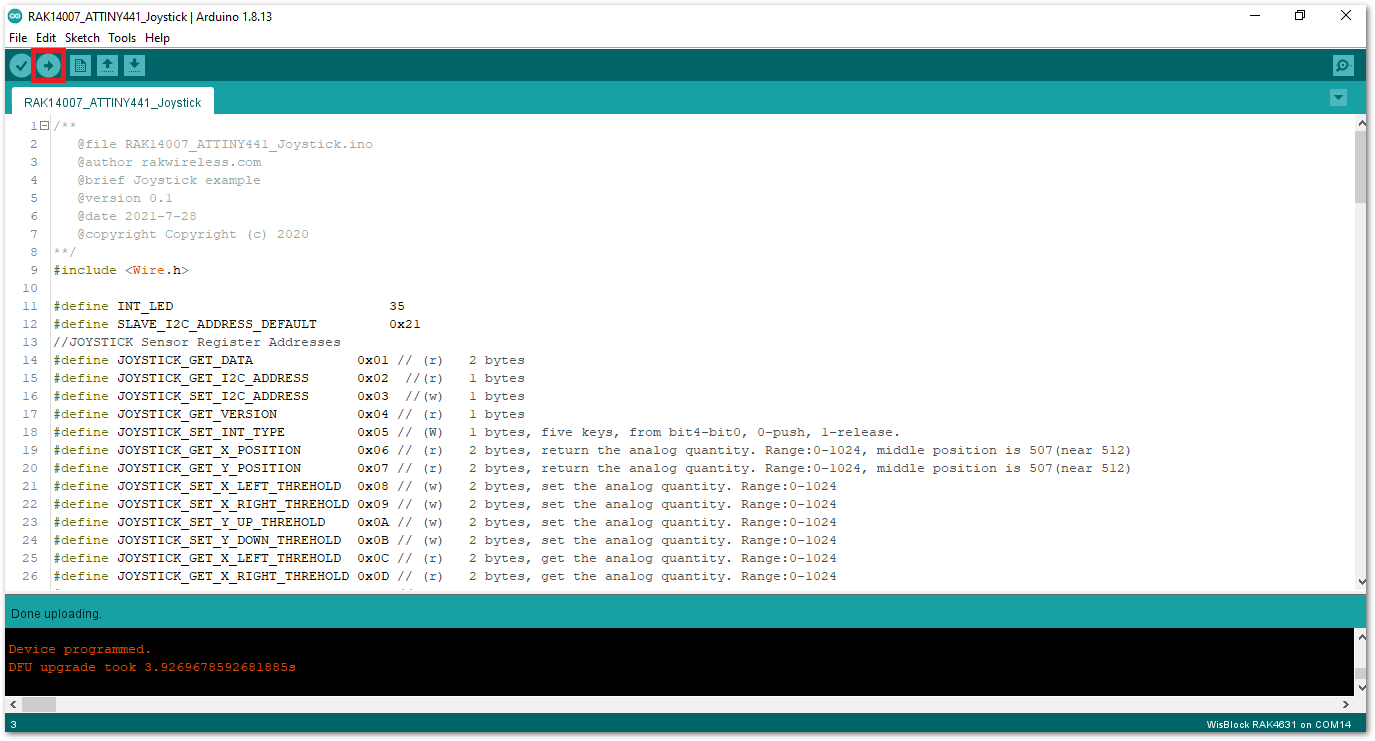 RAK14007_ATTINY441_Joystick | Arduino 1.8.13
File Edit Sketch Tools Help
RAK14007_ATTINY441_Joystick
1 /**
2 @file RAK14007_ATTINY441_Joystick.ino
3 @author rakwireless.com
4 @brief Joystick example
5 @version 0.1
6 @date 2021-7-28
7 @copyright Copyright (c) 2020
8 **/
9 #include <Wire.h>
10
11 #define INT_LED 35
12 #define SLAVE_I2C_ADDRESS_DEFAULT 0x21
13 //JOYSTICK Sensor Register Addresses
14 #define JOYSTICK_GET_DATA 0x01 // (r) 2 bytes
15 #define JOYSTICK_GET_I2C_ADDRESS 0x02 //(r) 1 bytes
16 #define JOYSTICK_SET_I2C_ADDRESS 0x03 //(w) 1 bytes
17 #define JOYSTICK_GET_VERSION 0x04 // (r) 1 bytes
18 #define JOYSTICK_SET_INT_TYPE 0x05 // (W) 1 bytes, five keys, from bit4-bit0, 0-push, 1-release.
19 #define JOYSTICK_GET_X_POSITION 0x06 // (r) 2 bytes, return the analog quantity. Range:0-1024, middle position is 507(near 512)
20 #define JOYSTICK_GET_Y_POSITION 0x07 // (r) 2 bytes, return the analog quantity. Range:0-1024, middle position is 507(near 512)
21 #define JOYSTICK_SET_X_LEFT_THREHOLD 0x08 // (w) 2 bytes, set the analog quantity. Range:0-1024
22 #define JOYSTICK_SET_X_RIGHT_THREHOLD 0x09 // (w) 2 bytes, set the analog quantity. Range:0-1024
23 #define JOYSTICK_SET_Y_UP_THREHOLD 0x0A // (w) 2 bytes, set the analog quantity. Range:0-1024
24 #define JOYSTICK_SET_Y_DOWN_THREHOLD 0x0B // (w) 2 bytes, set the analog quantity. Range:0-1024
25 #define JOYSTICK_GET_X_LEFT_THREHOLD 0x0C // (r) 2 bytes, get the analog quantity. Range:0-1024
26 #define JOYSTICK_GET_X_RIGHT_THREHOLD 0x0D // (r) 2 bytes, get the analog quantity. Range:0-1024
Done uploading.
Device programmed.
DFU upgrade took 3.9269678592681885s
3 WisBlock RAK4631 on COM14